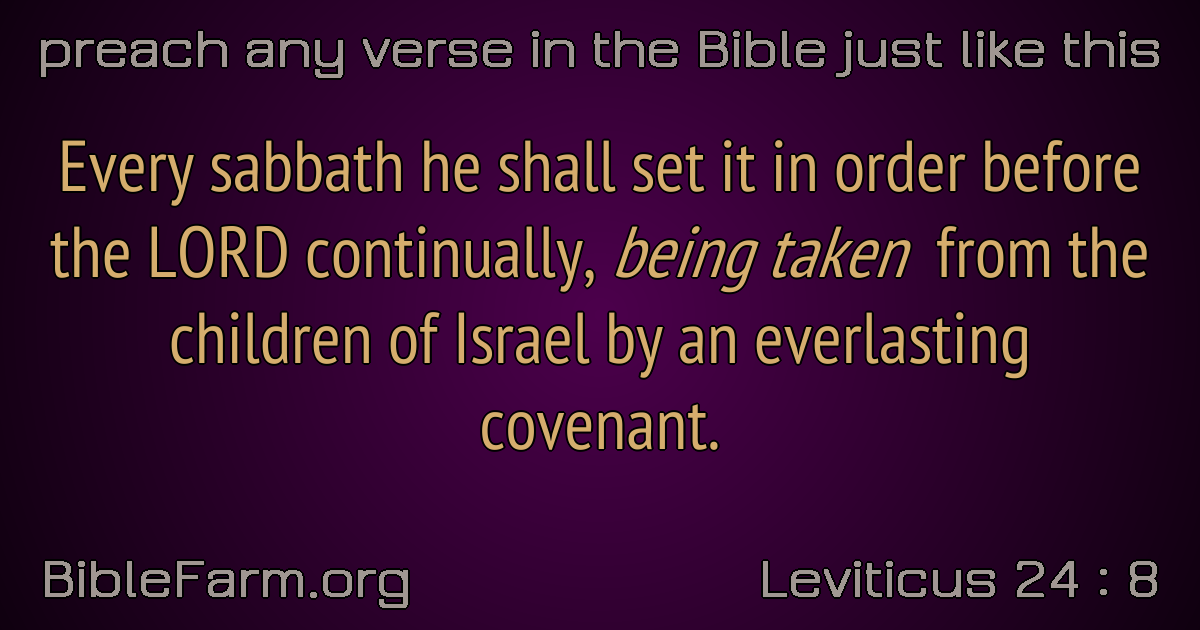 preach any verse in the Bible just like this
Every sabbath he shall set it in order before
the LORD continually, being taken from the
children of Israel by an everlasting
covenant.
BibleFarm.org
Leviticus 24 : 8